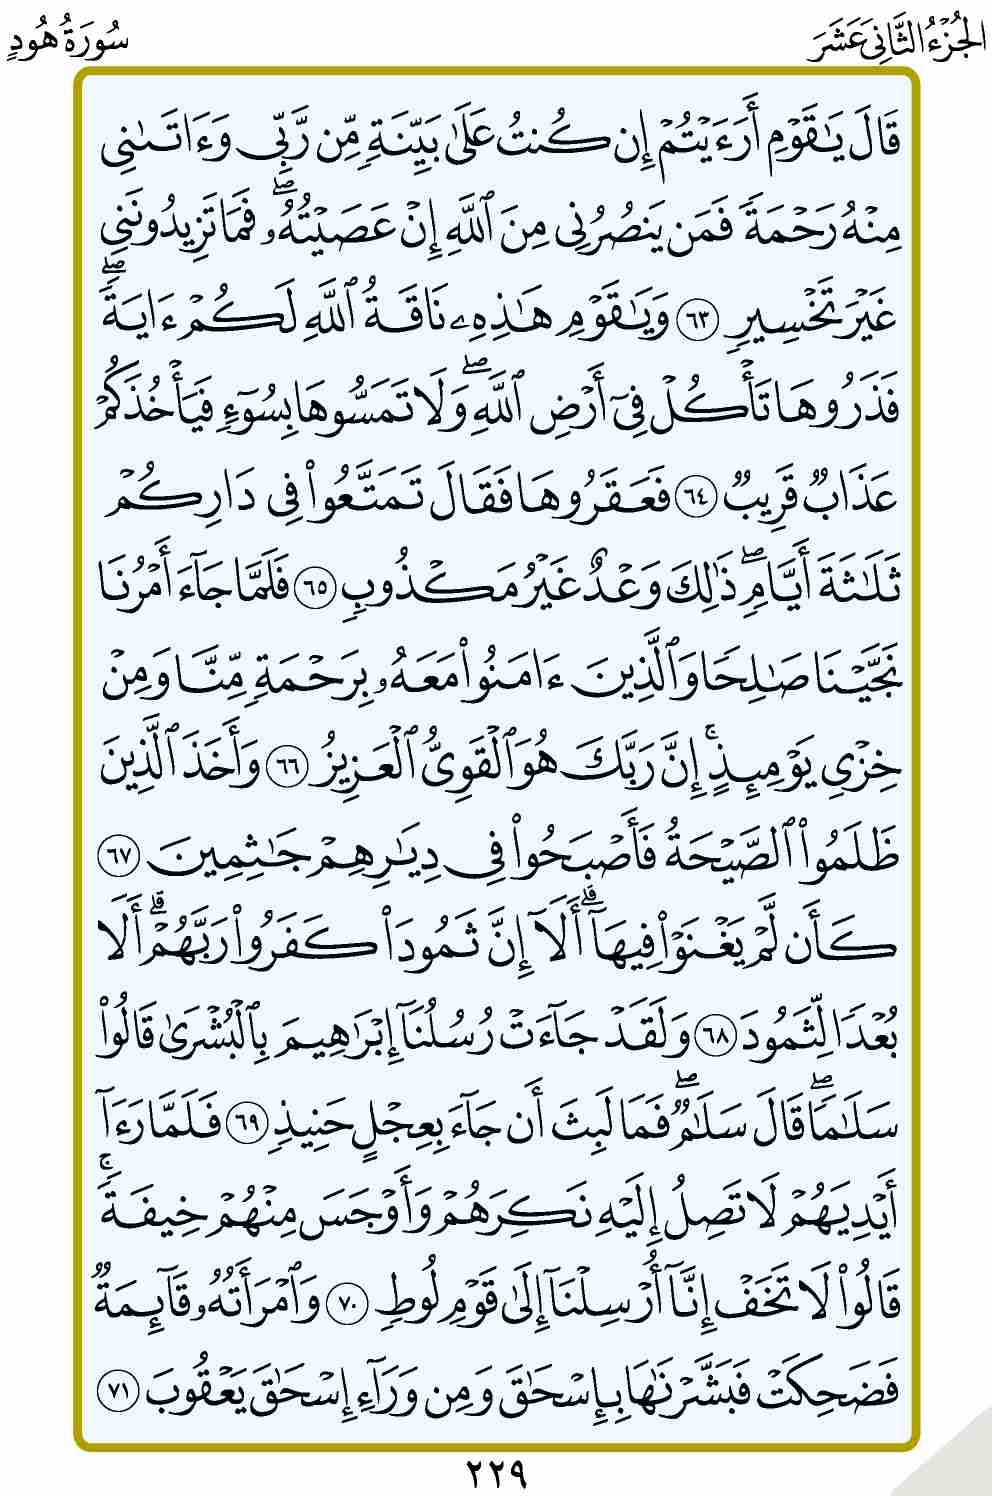 الجُزْءُ الثَّانِيَ عَشَرَ
سُورَةُ هُودٍ
قَالَ يَٰقَوْمِ أَرَءَيْتُمْ إِن كُنتُ عَلَىٰ بَيِّنَةٍ مِّن رَّبِّى وَءَاتَىٰنِى
مِنْهُ رَحْمَةً فَمَن يَنصُرُنِى مِنَ ٱللَّهِ إِنْ عَصَيْتُهُۥۖ فَمَا تَزِيدُونَنِى
غَيْرَ تَخْسِيرٍ ٦٣ وَيَٰقَوْمِ هَٰذِهِۦ نَاقَةُ ٱللَّهِ لَكُمْ ءَايَةًۖ
فَذَرُوهَا تَأْكُلْ فِىٓ أَرْضِ ٱللَّهِۖ وَلَا تَمَسُّوهَا بِسُوٓءٍ فَيَأْخُذَكُمْ
عَذَابٌ قَرِيبٌ ٦٤ فَعَقَرُوهَا فَقَالَ تَمَتَّعُوا۟ فِى دَارِكُمْ
ثَلَٰثَةَ أَيَّامٍۖ ذَٰلِكَ وَعْدٌ غَيْرُ مَكْذُوبٍ ٦٥ فَلَمَّا جَآءَ أَمْرُنَا
نَجَّيْنَا صَٰلِحًا وَٱلَّذِينَ ءَامَنُوا۟ مَعَهُۥ بِرَحْمَةٍ مِّنَّا وَمِنْ
خِزْىِ يَوْمِئِذٍۚ إِنَّ رَبَّكَ هُوَ ٱلْقَوِىُّ ٱلْعَزِيزُ ٦٦ وَأَخَذَ ٱلَّذِينَ
ظَلَمُوا۟ ٱلصَّيْحَةُ فَأَصْبَحُوا۟ فِى دِيَٰرِهِمْ جَٰثِمِينَ ٦٧
كَأَن لَّمْ يَغْنَوْا۟ فِيهَآۗ أَلَآ إِنَّ ثَمُودَا۟ كَفَرُوا۟ رَبَّهُمْۗ أَلَا
بُعْدًا لِّثَمُودَ ٦٨ وَلَقَدْ جَآءَتْ رُسُلُنَآ إِبْرَٰهِيمَ بِٱلْبُشْرَىٰ قَالُوا۟
سَلَٰمًاۖ قَالَ سَلَٰمٌۖ فَمَا لَبِثَ أَن جَآءَ بِعِجْلٍ حَنِيذٍ ٦٩ فَلَمَّا رَءَآ
أَيْدِيَهُمْ لَا تَصِلُ إِلَيْهِ نَكِرَهُمْ وَأَوْجَسَ مِنْهُمْ خِيفَةًۚ
قَالُوا۟ لَا تَخَفْ إِنَّآ أُرْسِلْنَآ إِلَىٰ قَوْمِ لُوطٍ ٧٠ وَٱمْرَأَتُهُۥ قَآئِمَةٌ
فَضَحِكَتْ فَبَشَّرْنَٰهَا بِإِسْحَٰقَ وَمِن وَرَآءِ إِسْحَٰقَ يَعْقُوبَ ٧١
٢٢٩